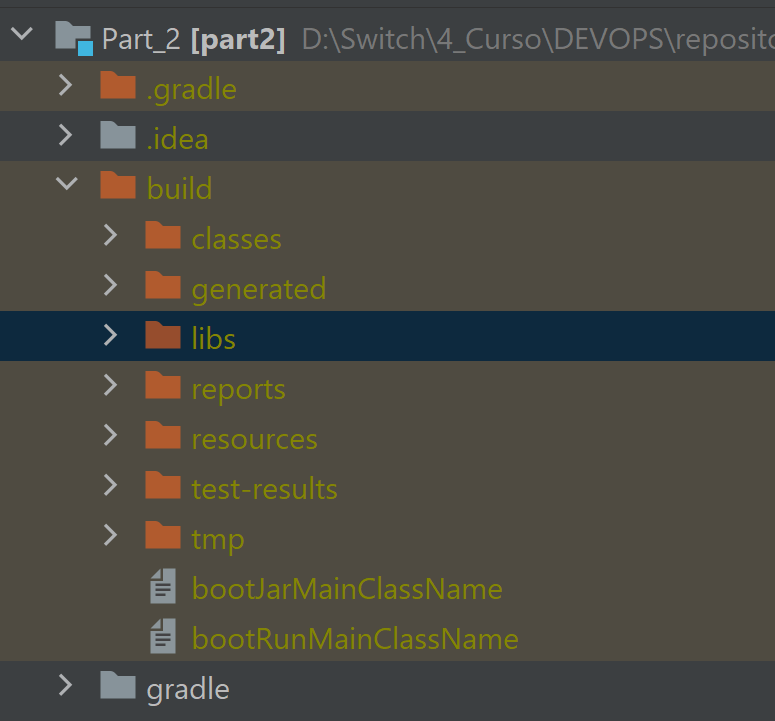 Part_2 [part2] D:\Switch\4_Curso\DEVOPS\reposito
.gradle
.idea
build
classes
generated
libs
reports
resources
test-results
tmp
bootJarMainClassName
bootRunMainClassName
gradle